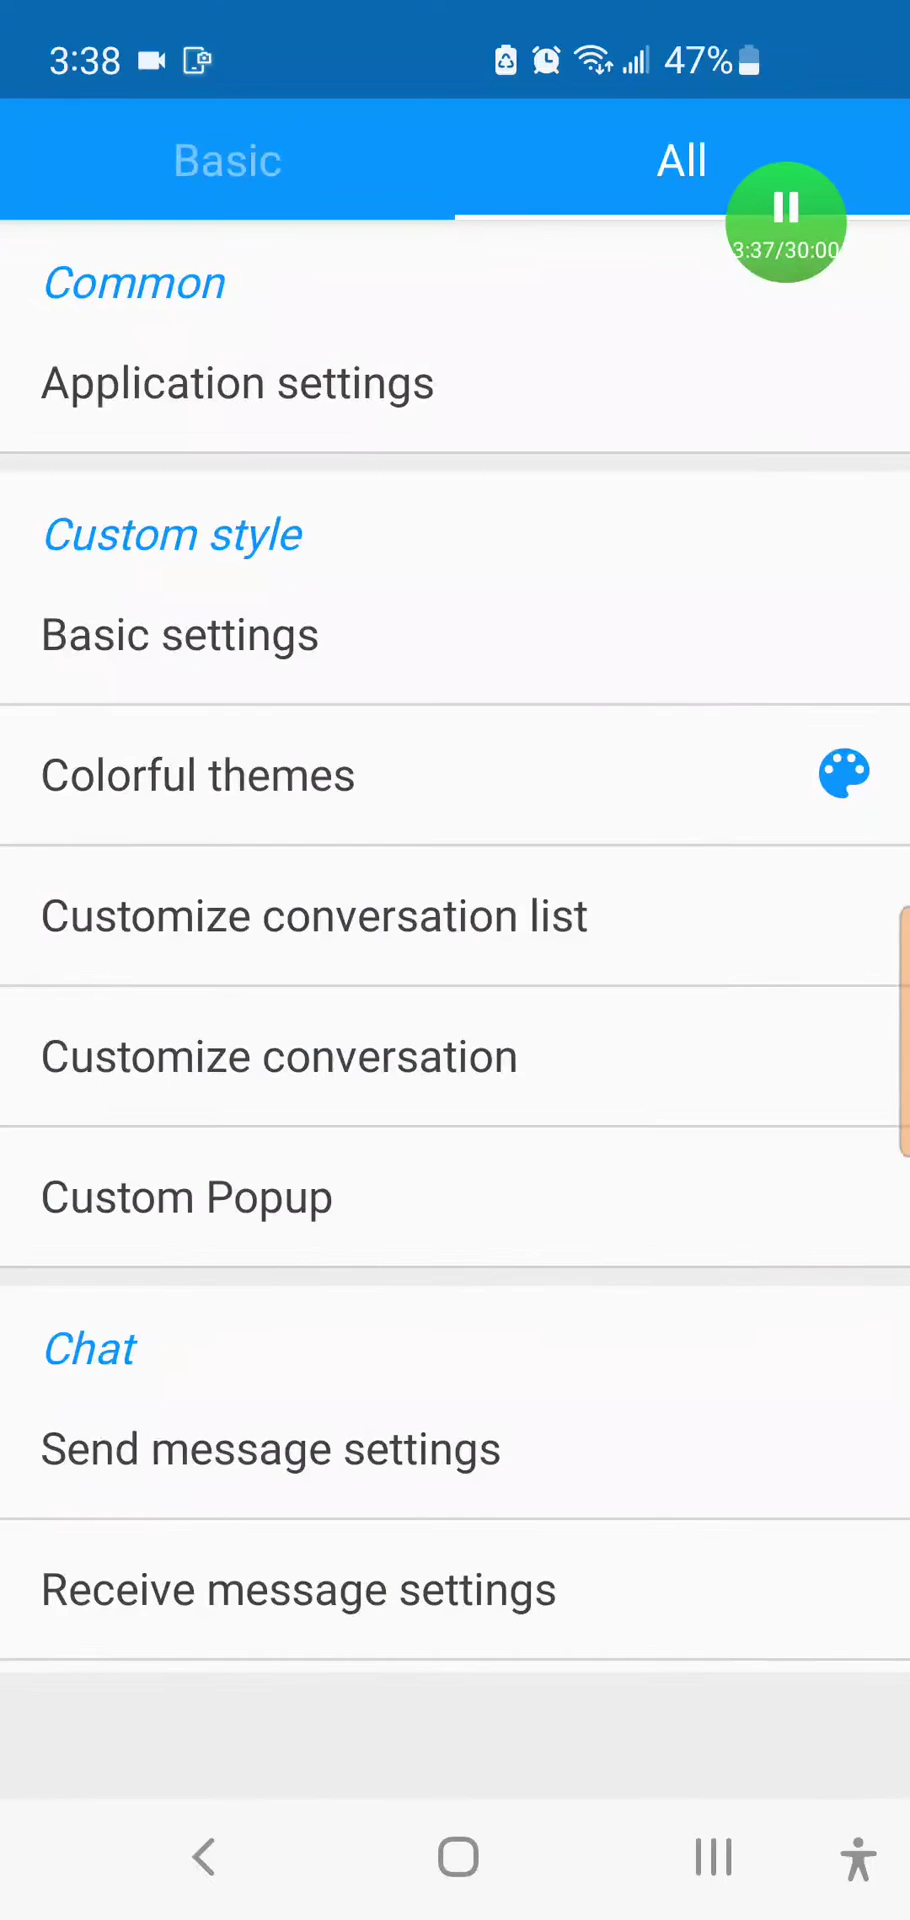 3:38 47%
Basic All
3:37/30:00
Common
Application settings
Custom style
Basic settings
Colorful themes
Customize conversation list
Customize conversation
Custom Popup
Chat
Send message settings
Receive message settings